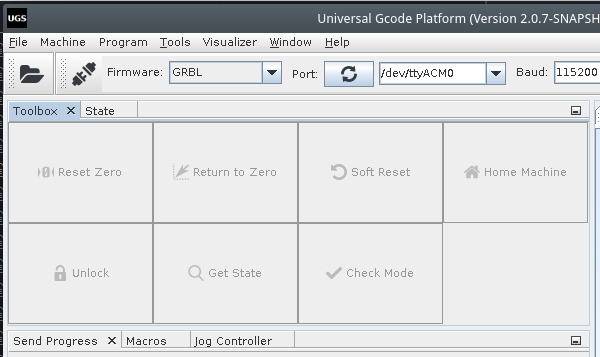 UGS Universal Gcode Platform (Version 2.0.7-SNAPSH
File Machine Program Tools Visualizer Window Help
Firmware: GRBL Port: /dev/ttyACM0 Baud: 115200
Toolbox State
Reset Zero Return to Zero Soft Reset Home Machine
Unlock Get State Check Mode
Send Progress Macros Jog Controller